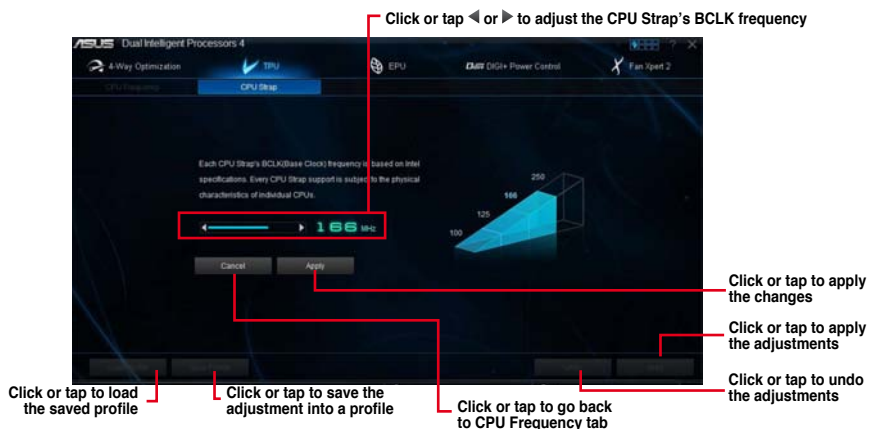 Click or tap ◀ or ▶ to adjust the CPU Strap's BCLK frequency
ASUS Dual Intelligent Processors 4
? X
4-Way Optimization
TPU
EPU
DIGI+ DIGI+ Power Control
Fan Xpert 2
CPU Frequency
CPU Strap
Each CPU Strap's BCLK(Base Clock) frequency is based on Intel
specifications. Every CPU Strap support is subject to the physical
characteristics of individual CPUs.
166 MHz
250
166
125
100
Cancel
Apply
Click or tap to apply
the changes
Click or tap to apply
the adjustments
Click or tap to undo
the adjustments
Click or tap to load
the saved profile
Click or tap to save the
adjustment into a profile
Click or tap to go back
to CPU Frequency tab